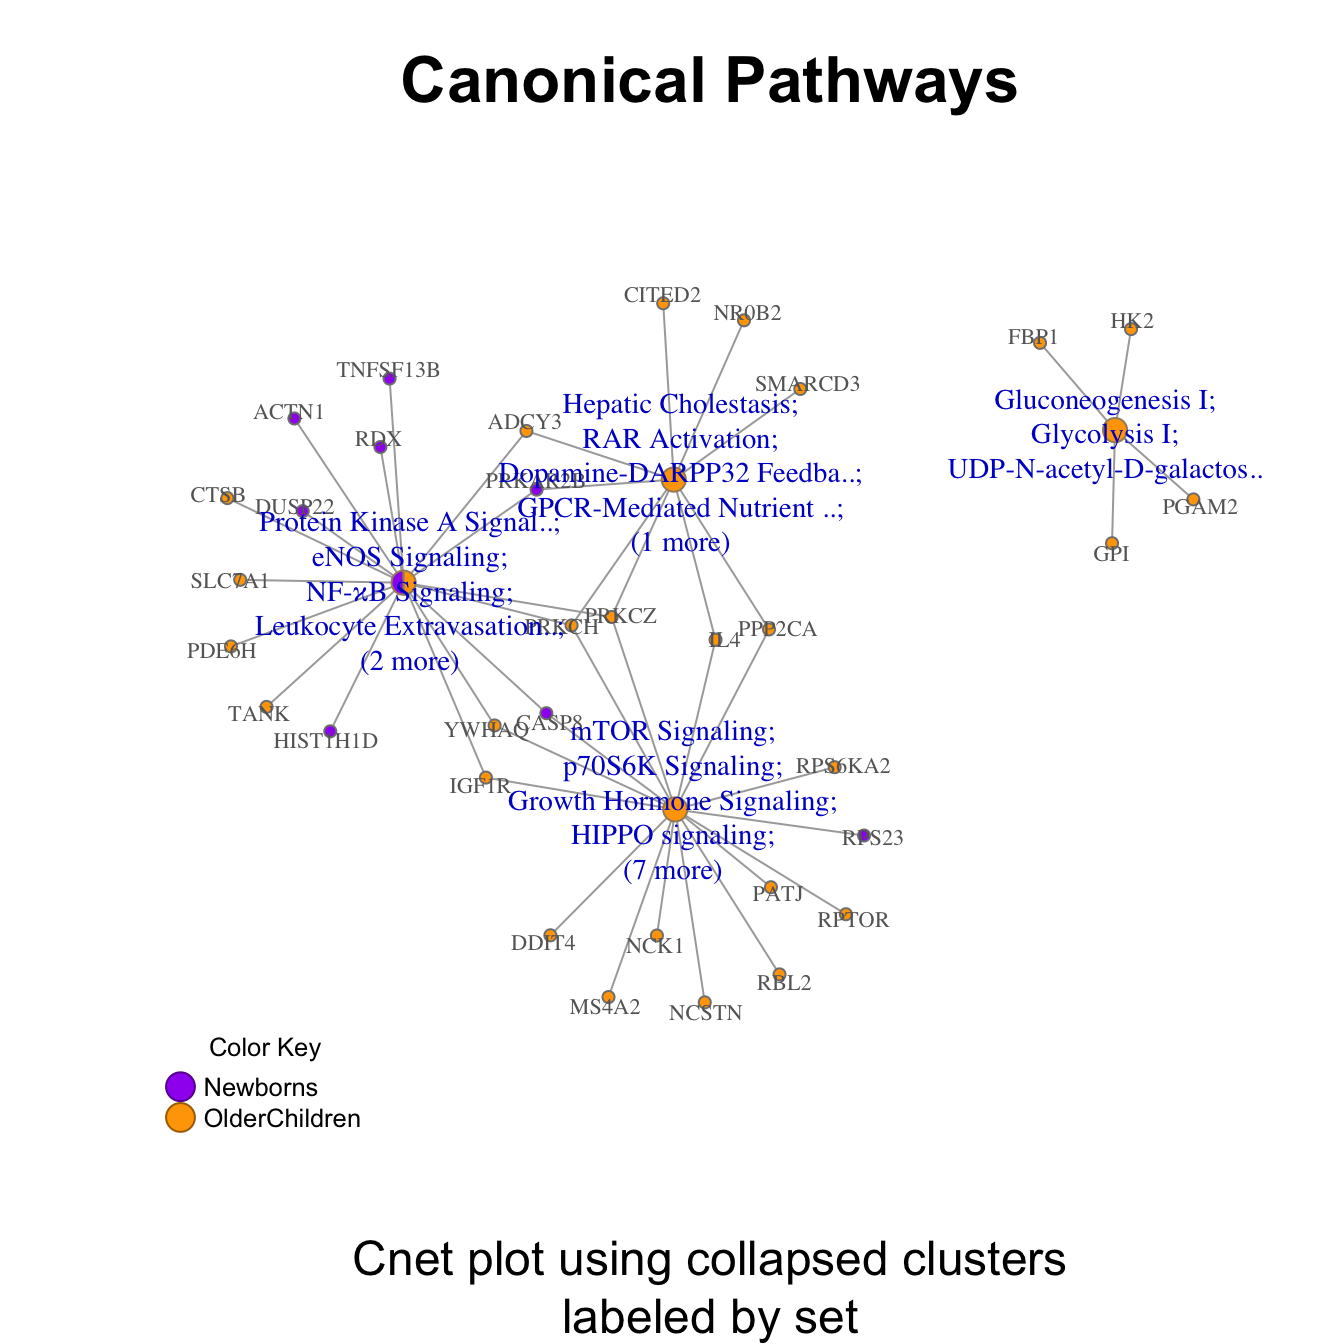 Canonical Pathways
CITED2
NR0B2
FBP1
HK2
TNFSF13B
SMARCD3
ACTN1
ADCY3
RDX
Hepatic Cholestasis;
RAR Activation;
Dopamine-DARPP32 Feedba..;
GPCR-Mediated Nutrient ..;
(1 more)
Gluconeogenesis I;
Glycolysis I;
UDP-N-acetyl-D-galactos..
PRKAR2B
CTSB
DUSP22
PGAM2
GPI
Protein Kinase A Signal..;
eNOS Signaling;
NF-ϰB Signaling;
Leukocyte Extravasation..;
(2 more)
SLC7A1
PRKCH
PRKCZ
IL4
PPP2CA
PDE6H
TANK
HIST1H1D
YWHAQ
CASP8
IGF1R
mTOR Signaling;
p70S6K Signaling;
Growth Hormone Signaling;
HIPPO signaling;
(7 more)
RPS6KA2
RPS23
PATJ
RPTOR
DDIT4
NCK1
RBL2
MS4A2
NCSTN
Color Key
Newborns
OlderChildren
Cnet plot using collapsed clusters
labeled by set